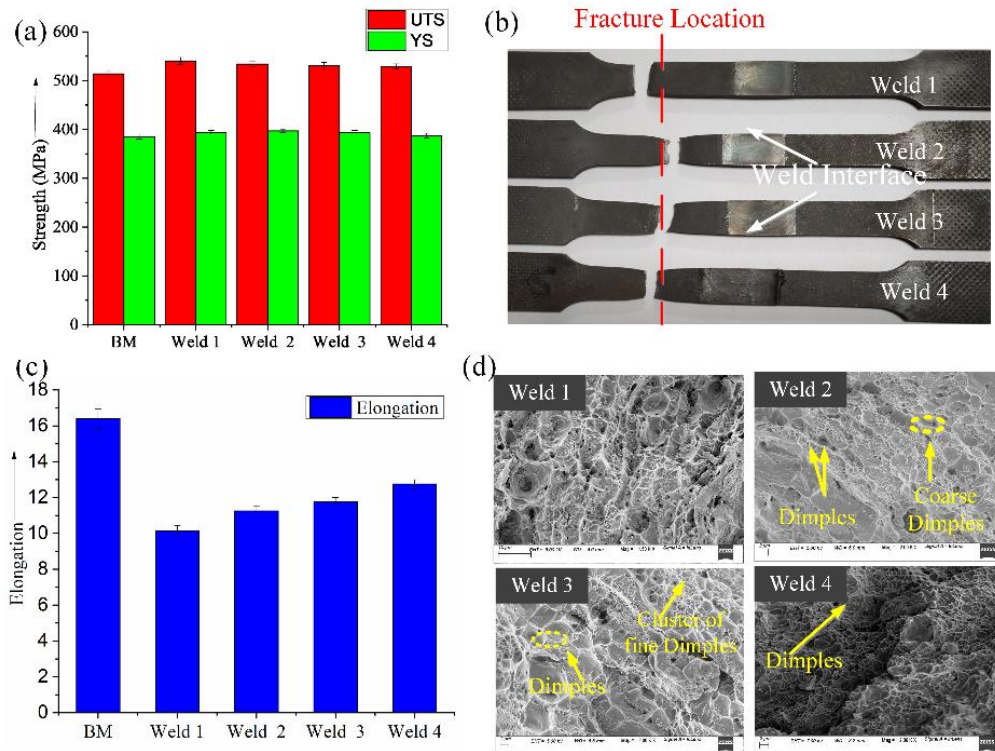 (a)
UTS
YS
600
500
400
300
200
100
0
Strength (MPa)
BM
Weld 1
Weld 2
Weld 3
Weld 4
(b)
Fracture Location
Weld 1
Weld 2
Weld Interface
Weld 3
Weld 4
(c)
Elongation
18
16
14
12
10
8
6
4
2
0
Elongation
BM
Weld 1
Weld 2
Weld 3
Weld 4
(d)
Weld 1
Weld 2
Dimples
Coarse
Dimples
Weld 3
Cluster of
fine Dimples
Dimples
Weld 4
Dimples